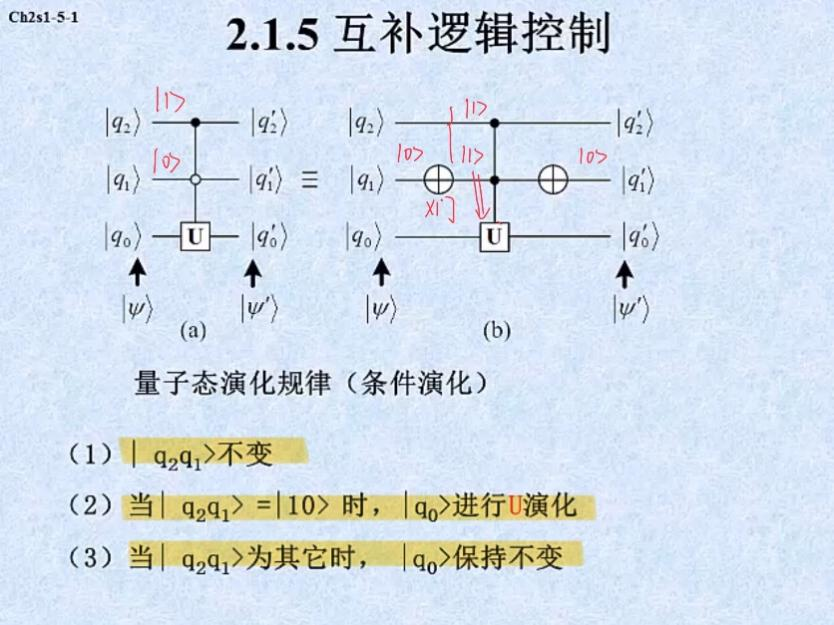 Ch2s1-5-1
2.1.5 互补逻辑控制
|1> |1>
|q₂⟩ |q₂′⟩ |q₂⟩ |q₂′⟩
|0> |0> |1> |0>
|q₁⟩ |q₁′⟩ ≡ |q₁⟩ |q₁′⟩
|q₀⟩ U |q₀′⟩ |q₀⟩ U |q₀′⟩
|ψ⟩ |ψ′⟩ |ψ⟩ |ψ′⟩
(a) (b)
量子态演化规律（条件演化）
（1）| q₂q₁>不变
（2）当| q₂q₁> =|10> 时，|q₀>进行U演化
（3）当| q₂q₁>为其它时， |q₀>保持不变